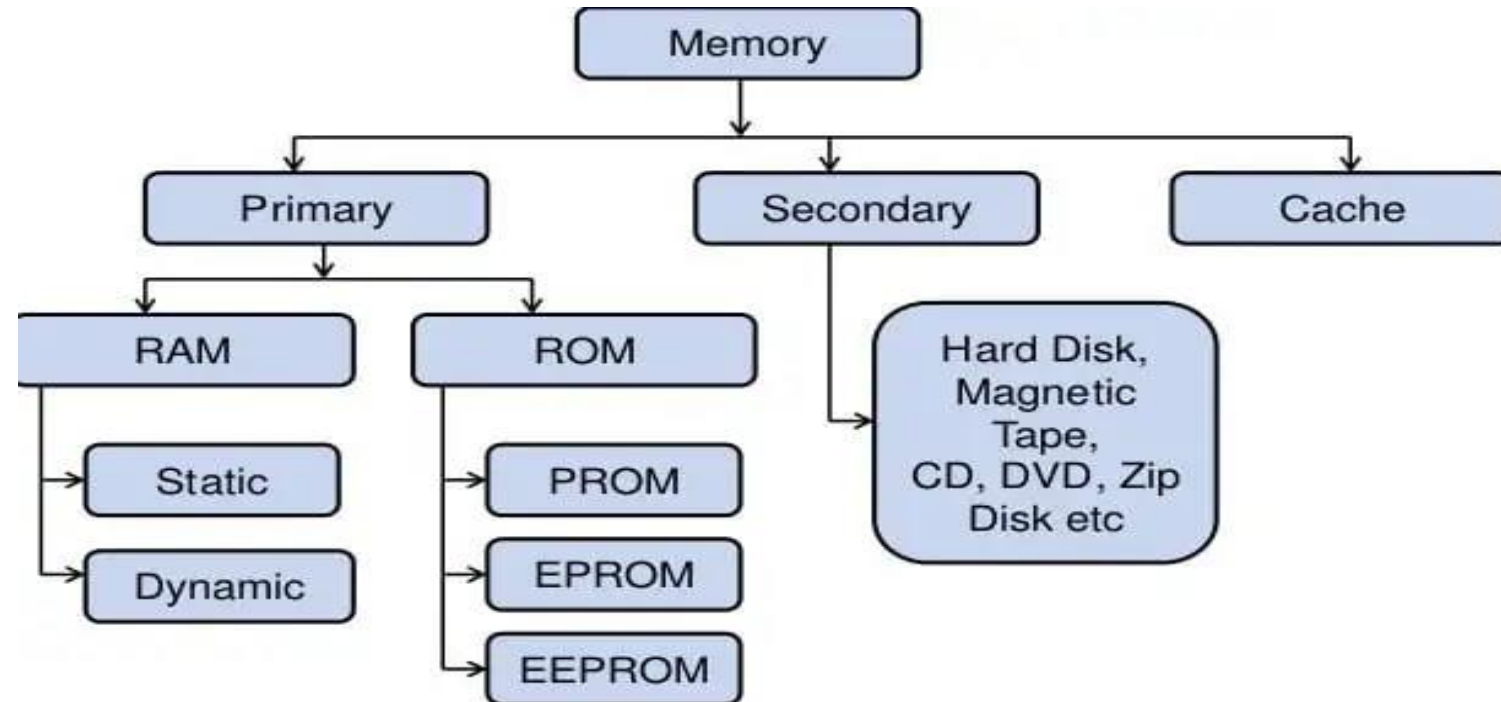 Memory
Primary
Secondary
Cache
RAM
ROM
Hard Disk,
Magnetic
Tape,
CD, DVD, Zip
Disk etc
Static
PROM
Dynamic
EPROM
EEPROM